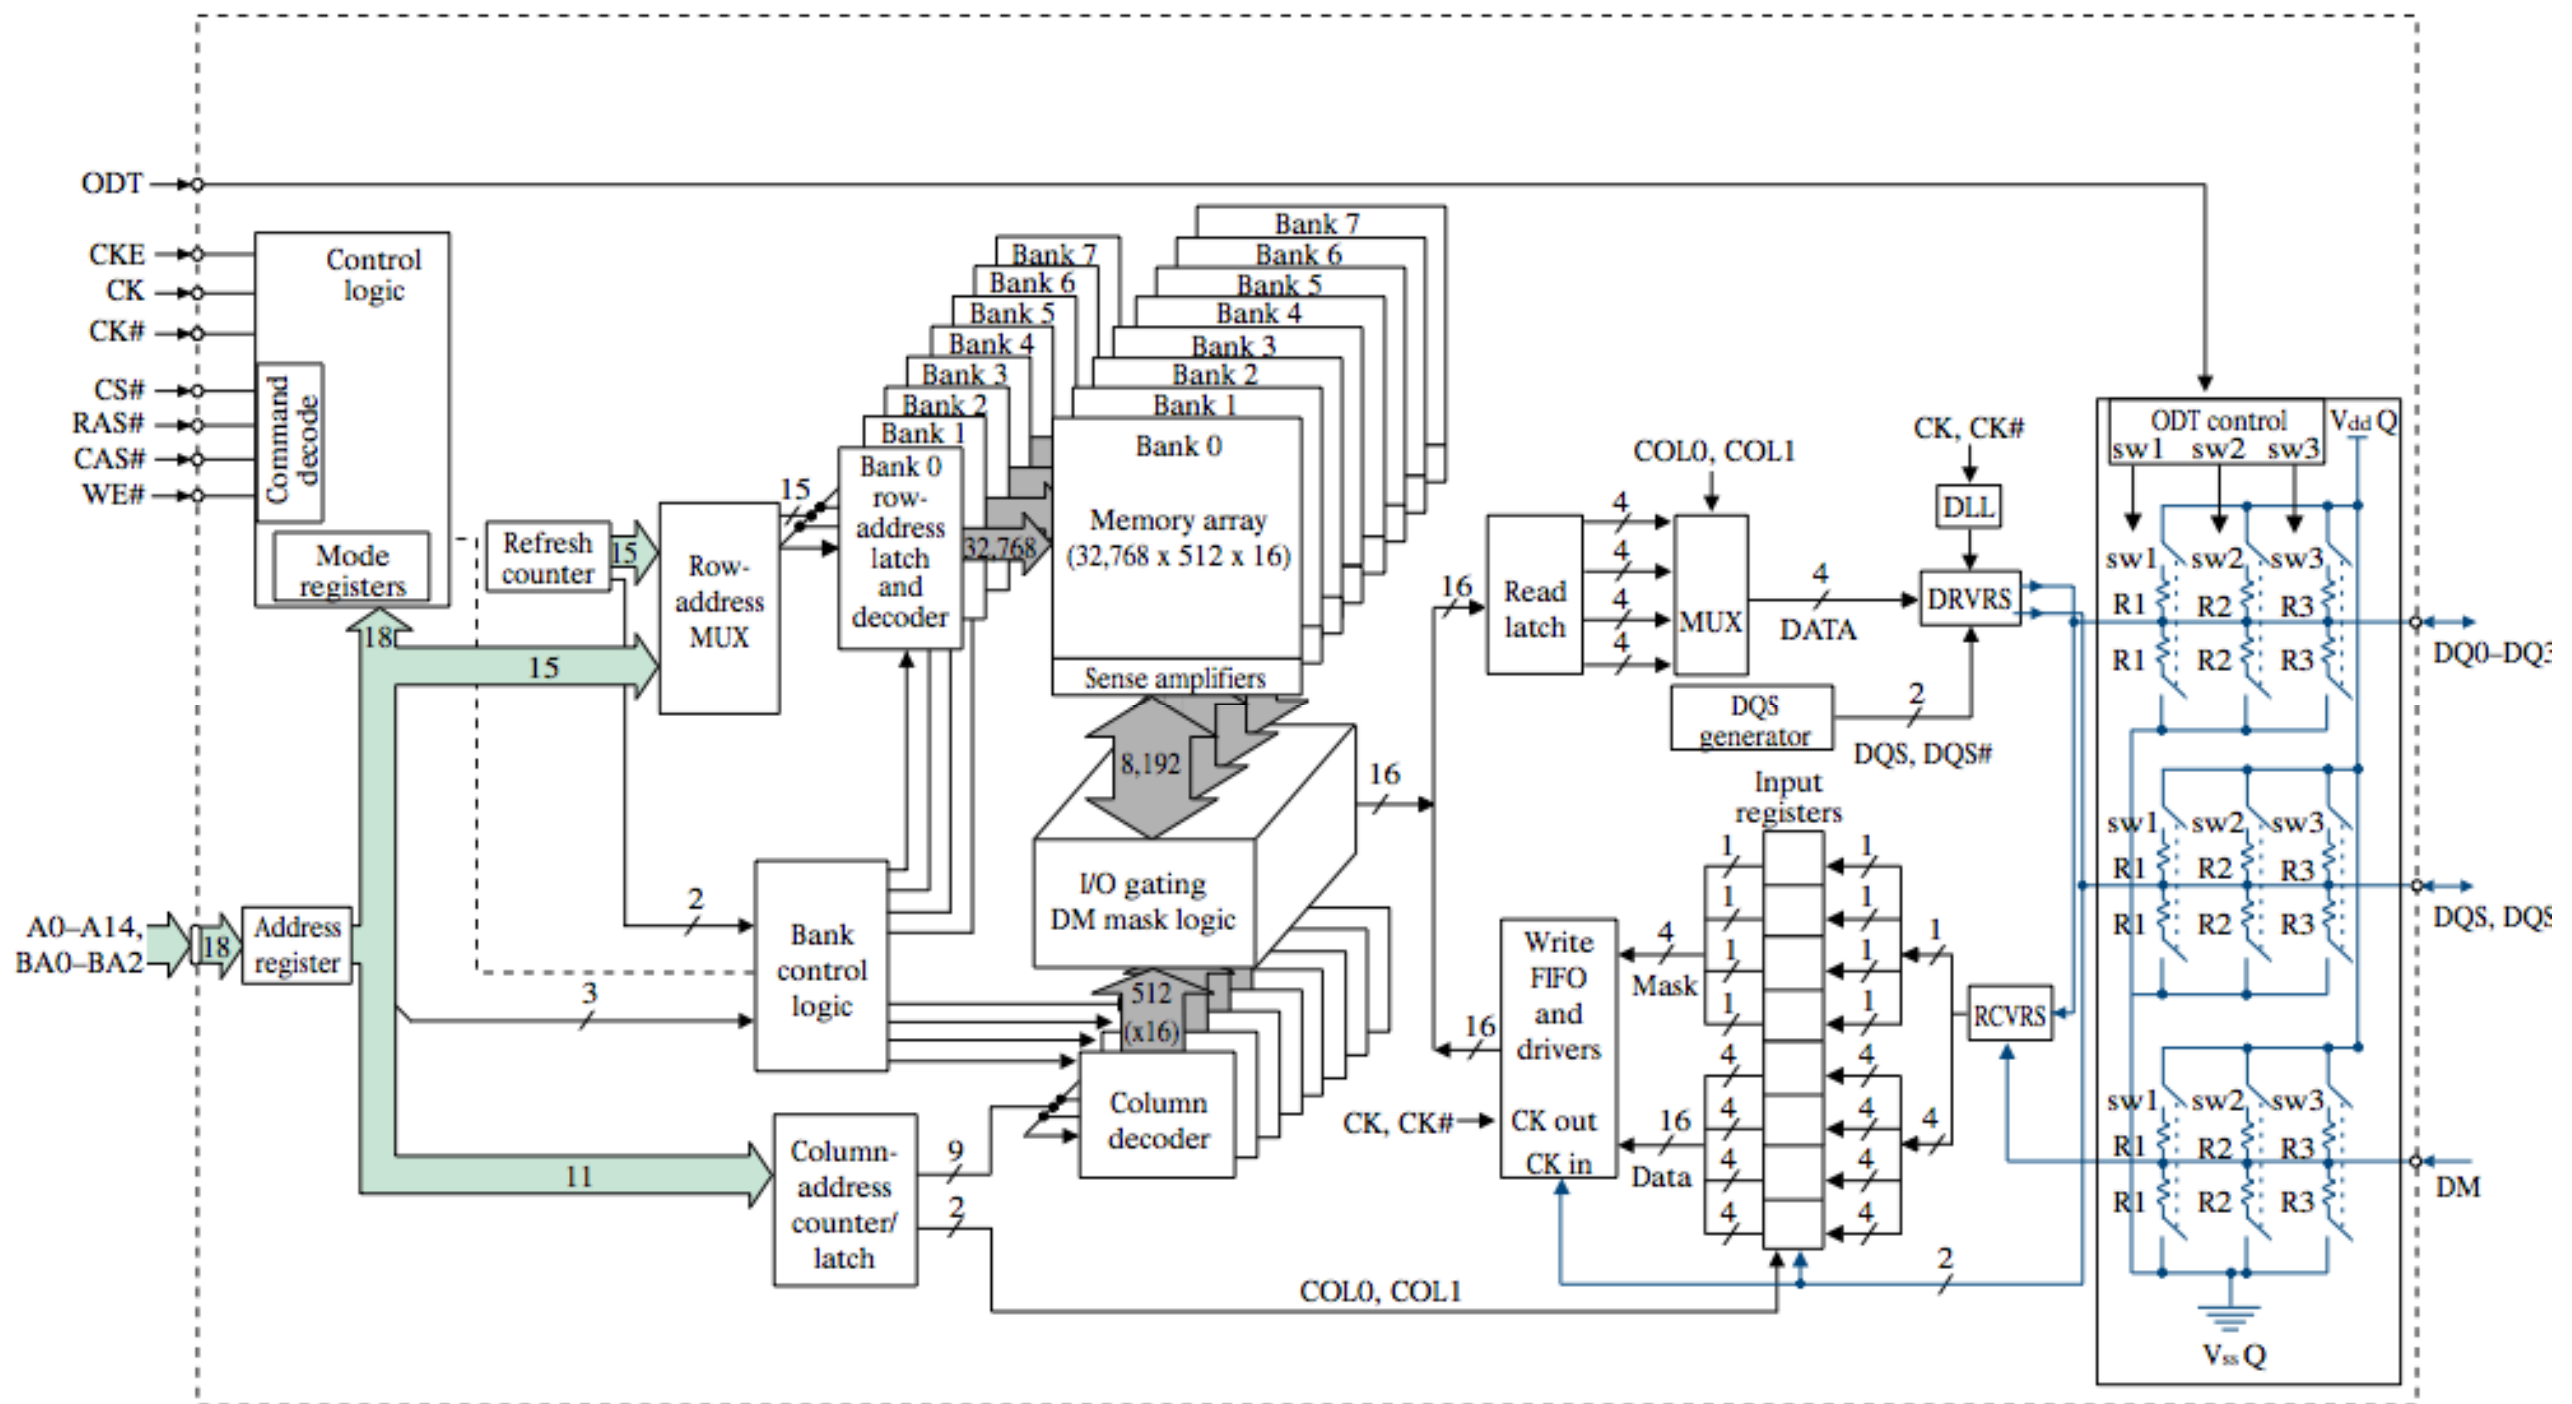 ODT
CKE
CK
CK#
CS#
RAS#
CAS#
WE#
Control
logic
Command
decode
Mode
registers
18
15
Refresh
counter
15
Row-
address
MUX
15
Bank 7
Bank 6
Bank 5
Bank 4
Bank 3
Bank 2
Bank 1
Bank 0
row-
address
latch
and
decoder
32,768
Bank 7
Bank 6
Bank 5
Bank 4
Bank 3
Bank 2
Bank 1
Bank 0
Memory array
(32,768 x 512 x 16)
Sense amplifiers
8,192
I/O gating
DM mask logic
16
512
(x16)
Column
decoder
A0–A14,
BA0–BA2
18
Address
register
2
3
Bank
control
logic
11
Column-
address
counter/
latch
9
2
COL0, COL1
16
Read
latch
4
4
4
4
COL0, COL1
MUX
4
DATA
CK, CK#
DLL
DRVRS
DQS
generator
2
DQS, DQS#
Input
registers
16
Write
FIFO
and
drivers
CK, CK#
CK out
CK in
4
Mask
16
Data
1
1
1
1
4
4
4
4
1
1
1
1
4
4
4
4
1
4
RCVRS
2
ODT control
sw1 sw2 sw3
Vdd Q
sw1 sw2 sw3
R1 R2 R3
R1 R2 R3
DQ0–DQ3
sw1 sw2 sw3
R1 R2 R3
R1 R2 R3
DQS, DQS
sw1 sw2 sw3
R1 R2 R3
R1 R2 R3
DM
Vss Q